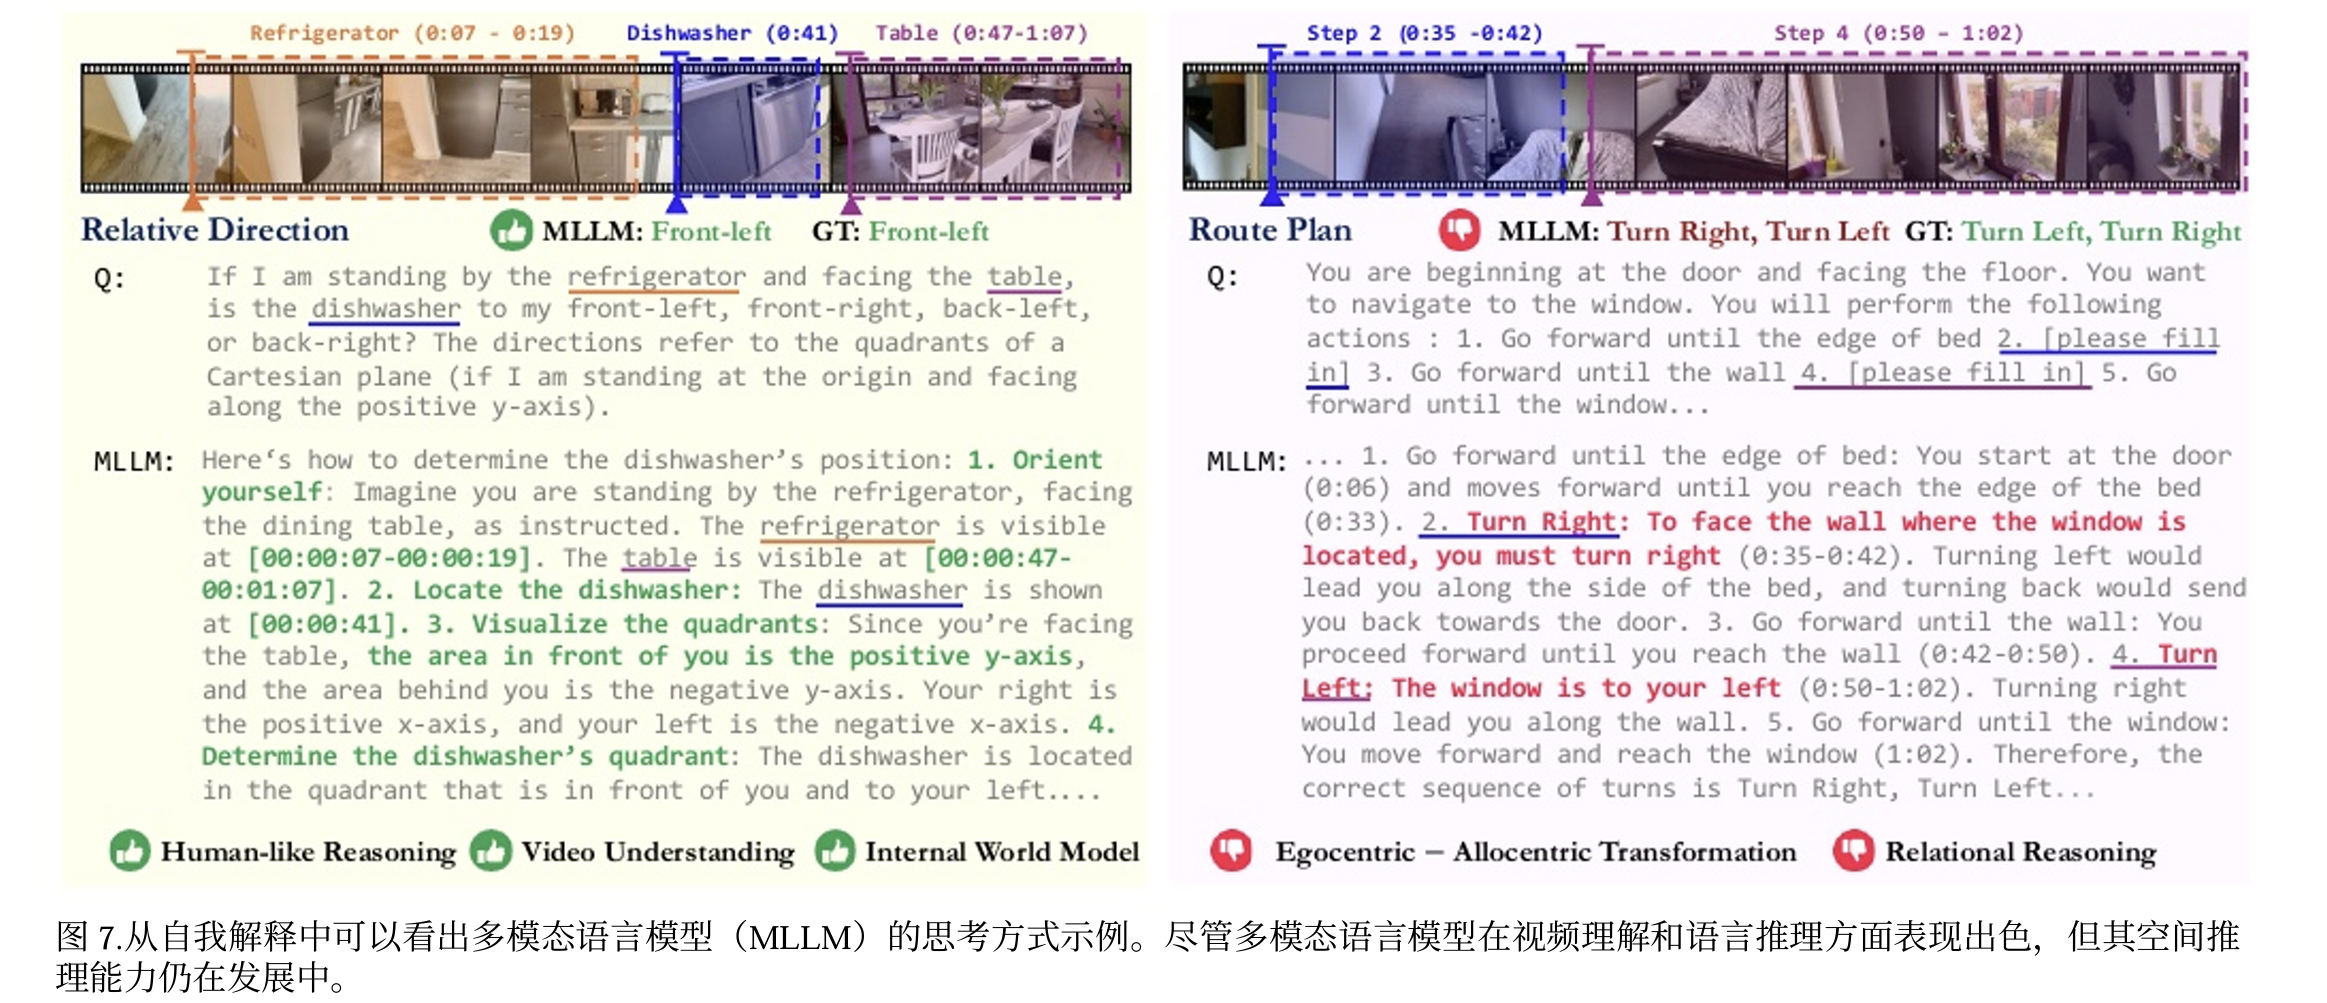 Refrigerator (0:07 - 0:19)
Dishwasher (0:41)
Table (0:47-1:07)
Relative Direction
MLLM: Front-left
GT: Front-left
Q:
If I am standing by the refrigerator and facing the table,
is the dishwasher to my front-left, front-right, back-left,
or back-right? The directions refer to the quadrants of a
Cartesian plane (if I am standing at the origin and facing
along the positive y-axis).
MLLM:
Here‘s how to determine the dishwasher’s position: 1. Orient
yourself: Imagine you are standing by the refrigerator, facing
the dining table, as instructed. The refrigerator is visible
at [00:00:07-00:00:19]. The table is visible at [00:00:47-
00:01:07]. 2. Locate the dishwasher: The dishwasher is shown
at [00:00:41]. 3. Visualize the quadrants: Since you’re facing
the table, the area in front of you is the positive y-axis,
and the area behind you is the negative y-axis. Your right is
the positive x-axis, and your left is the negative x-axis. 4.
Determine the dishwasher’s quadrant: The dishwasher is located
in the quadrant that is in front of you and to your left....
Human-like Reasoning
Video Understanding
Internal World Model
Step 2 (0:35 -0:42)
Step 4 (0:50 – 1:02)
Route Plan
MLLM: Turn Right, Turn Left
GT: Turn Left, Turn Right
Q:
You are beginning at the door and facing the floor. You want
to navigate to the window. You will perform the following
actions : 1. Go forward until the edge of bed 2. [please fill
in] 3. Go forward until the wall 4. [please fill in] 5. Go
forward until the window...
MLLM:
... 1. Go forward until the edge of bed: You start at the door
(0:06) and moves forward until you reach the edge of the bed
(0:33). 2. Turn Right: To face the wall where the window is
located, you must turn right (0:35-0:42). Turning left would
lead you along the side of the bed, and turning back would send
you back towards the door. 3. Go forward until the wall: You
proceed forward until you reach the wall (0:42-0:50). 4. Turn
Left: The window is to your left (0:50-1:02). Turning right
would lead you along the wall. 5. Go forward until the window:
You move forward and reach the window (1:02). Therefore, the
correct sequence of turns is Turn Right, Turn Left...
Egocentric – Allocentric Transformation
Relational Reasoning
图 7.从自我解释中可以看出多模态语言模型（MLLM）的思考方式示例。尽管多模态语言模型在视频理解和语言推理方面表现出色，但其空间推
理能力仍在发展中。